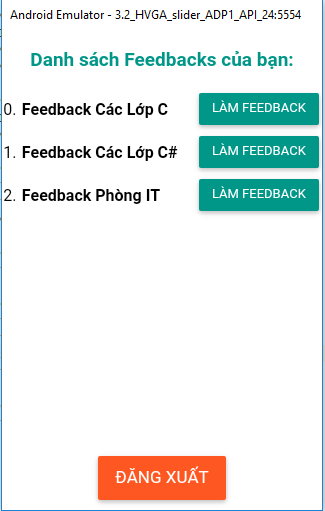 Android Emulator - 3.2_HVGA_slider_ADP1_API_24:5554
Danh sách Feedbacks của bạn:
0. Feedback Các Lớp C LÀM FEEDBACK
1. Feedback Các Lớp C# LÀM FEEDBACK
2. Feedback Phòng IT LÀM FEEDBACK
ĐĂNG XUẤT